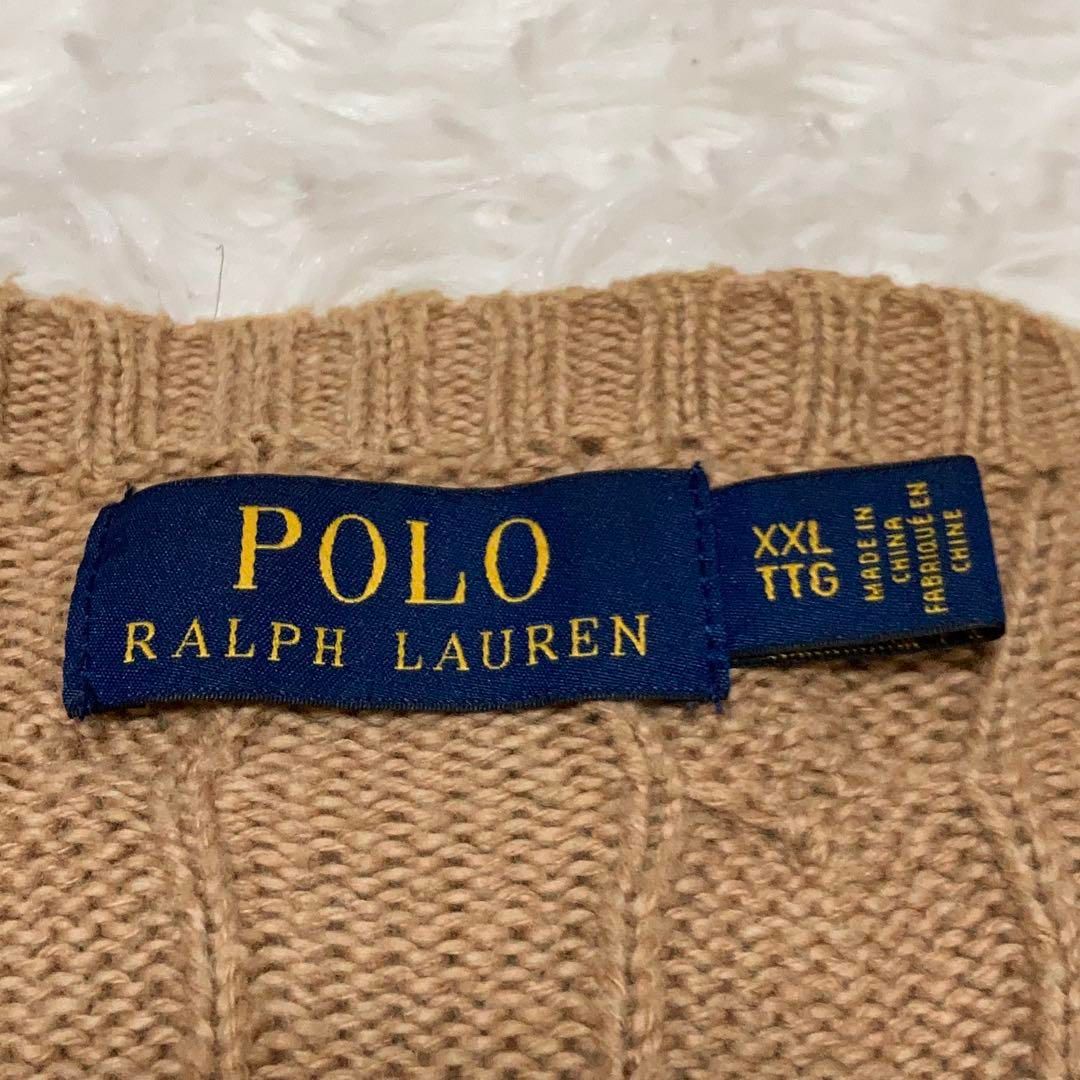 POLO
RALPH LAUREN
XXL
TTG
MADE IN
CHINA
FABRIQUÉ EN
CHINE